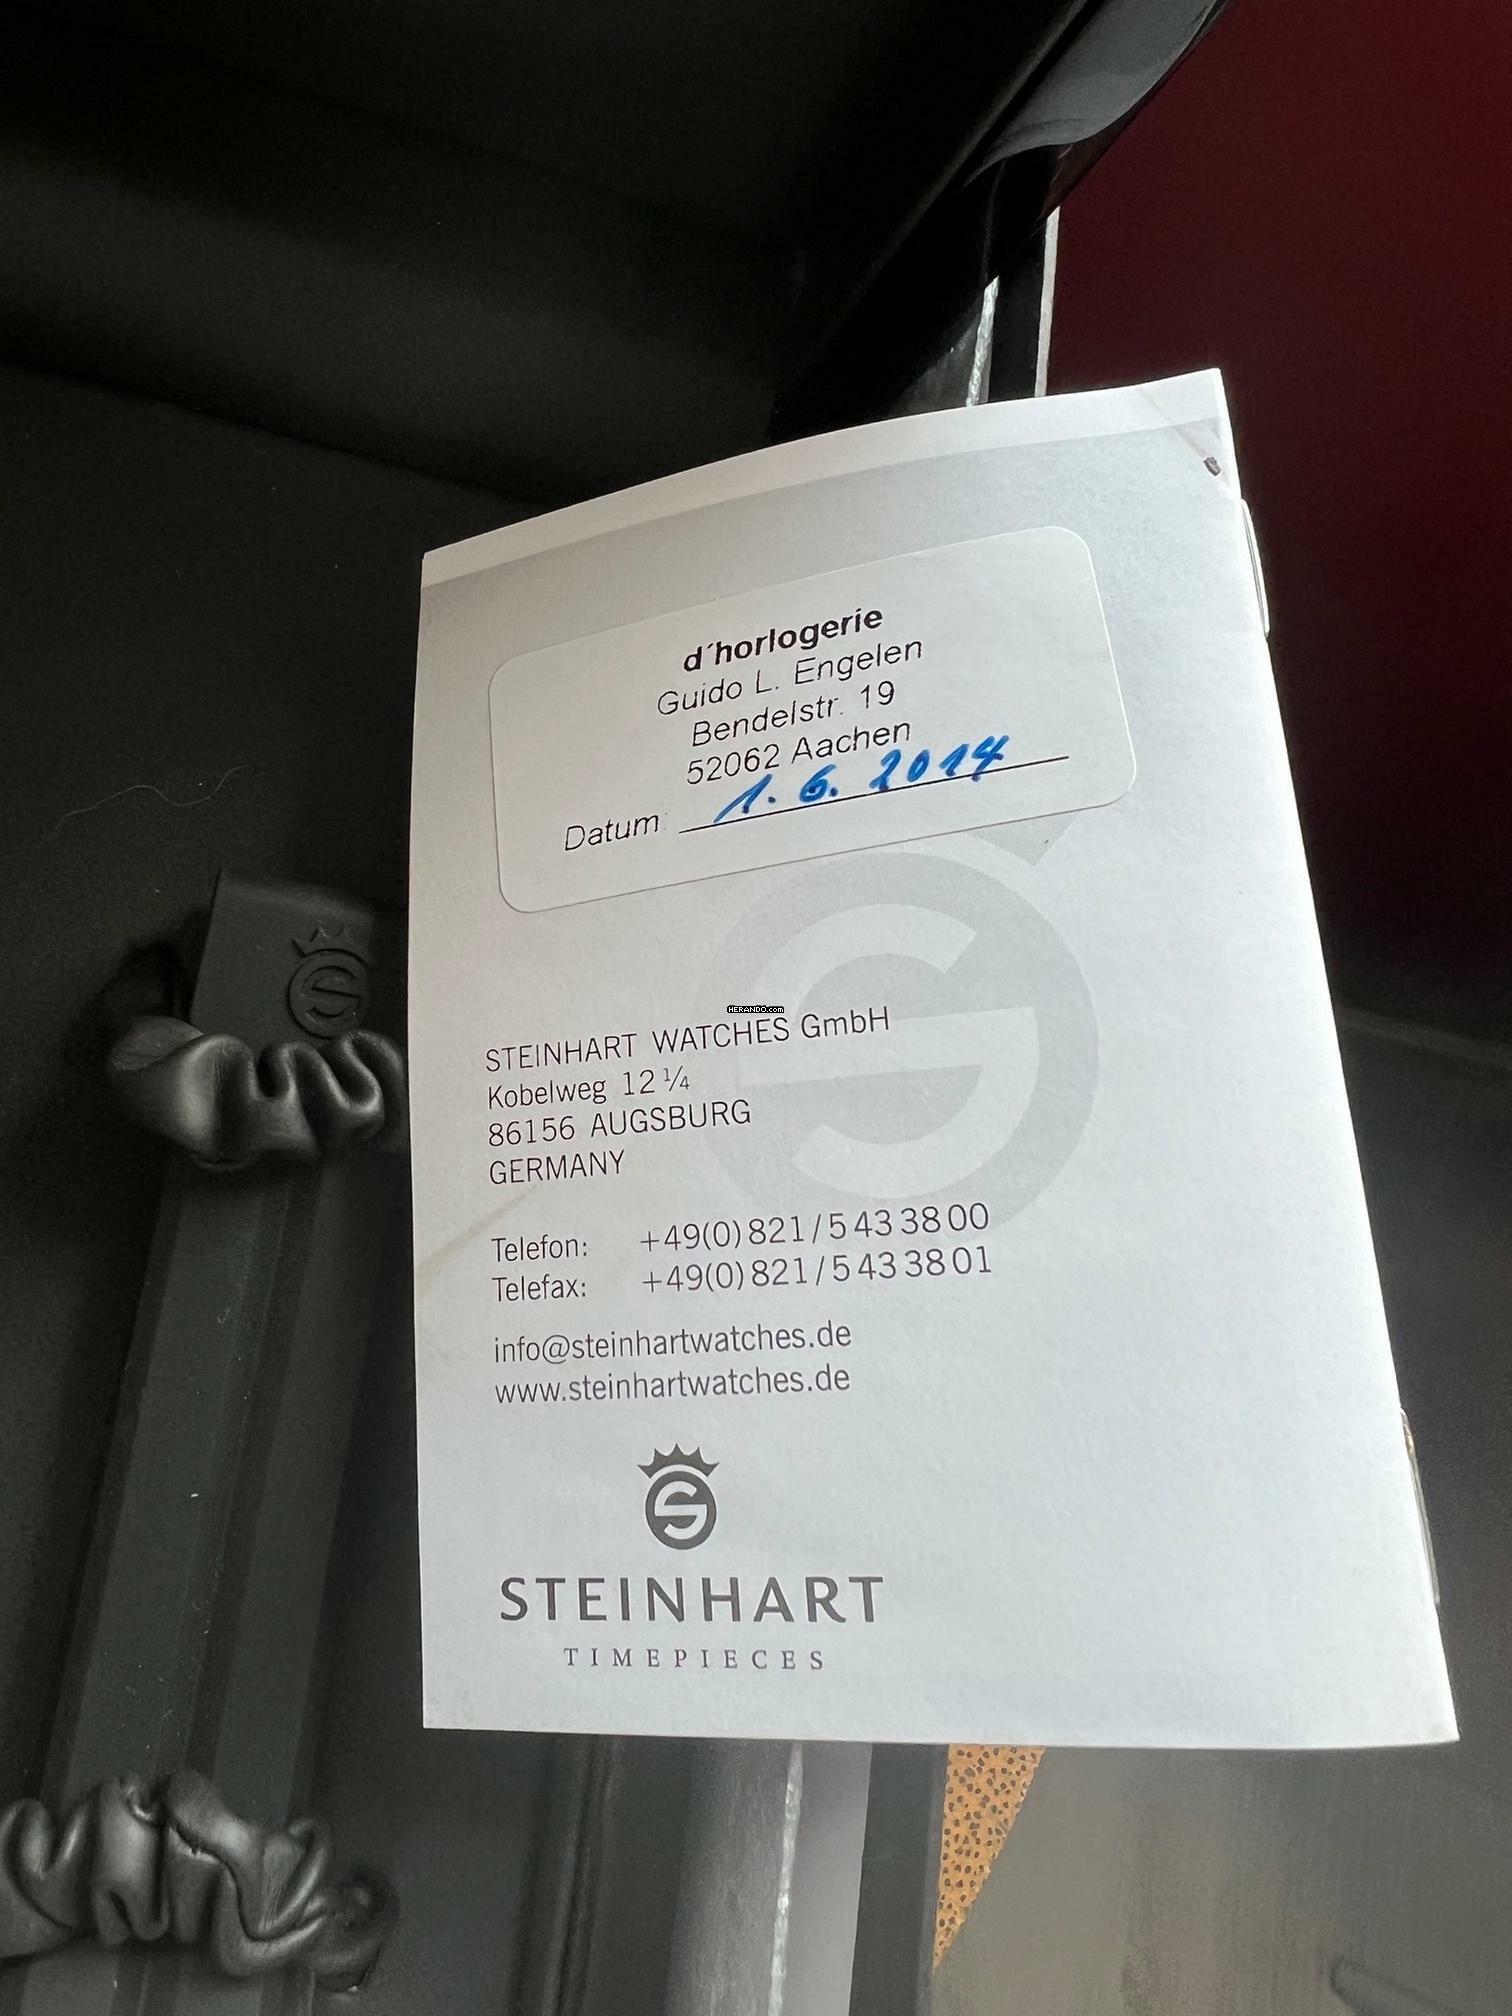 d´horlogerie
Guido L. Engelen
Bendelstr. 19
52062 Aachen
Datum: 1. 6. 2014
HERANDO.com
STEINHART WATCHES GmbH
Kobelweg 12 ¼
86156 AUGSBURG
GERMANY
Telefon: +49(0)821/5433800
Telefax: +49(0)821/5433801
info@steinhartwatches.de
www.steinhartwatches.de
STEINHART
TIMEPIECES